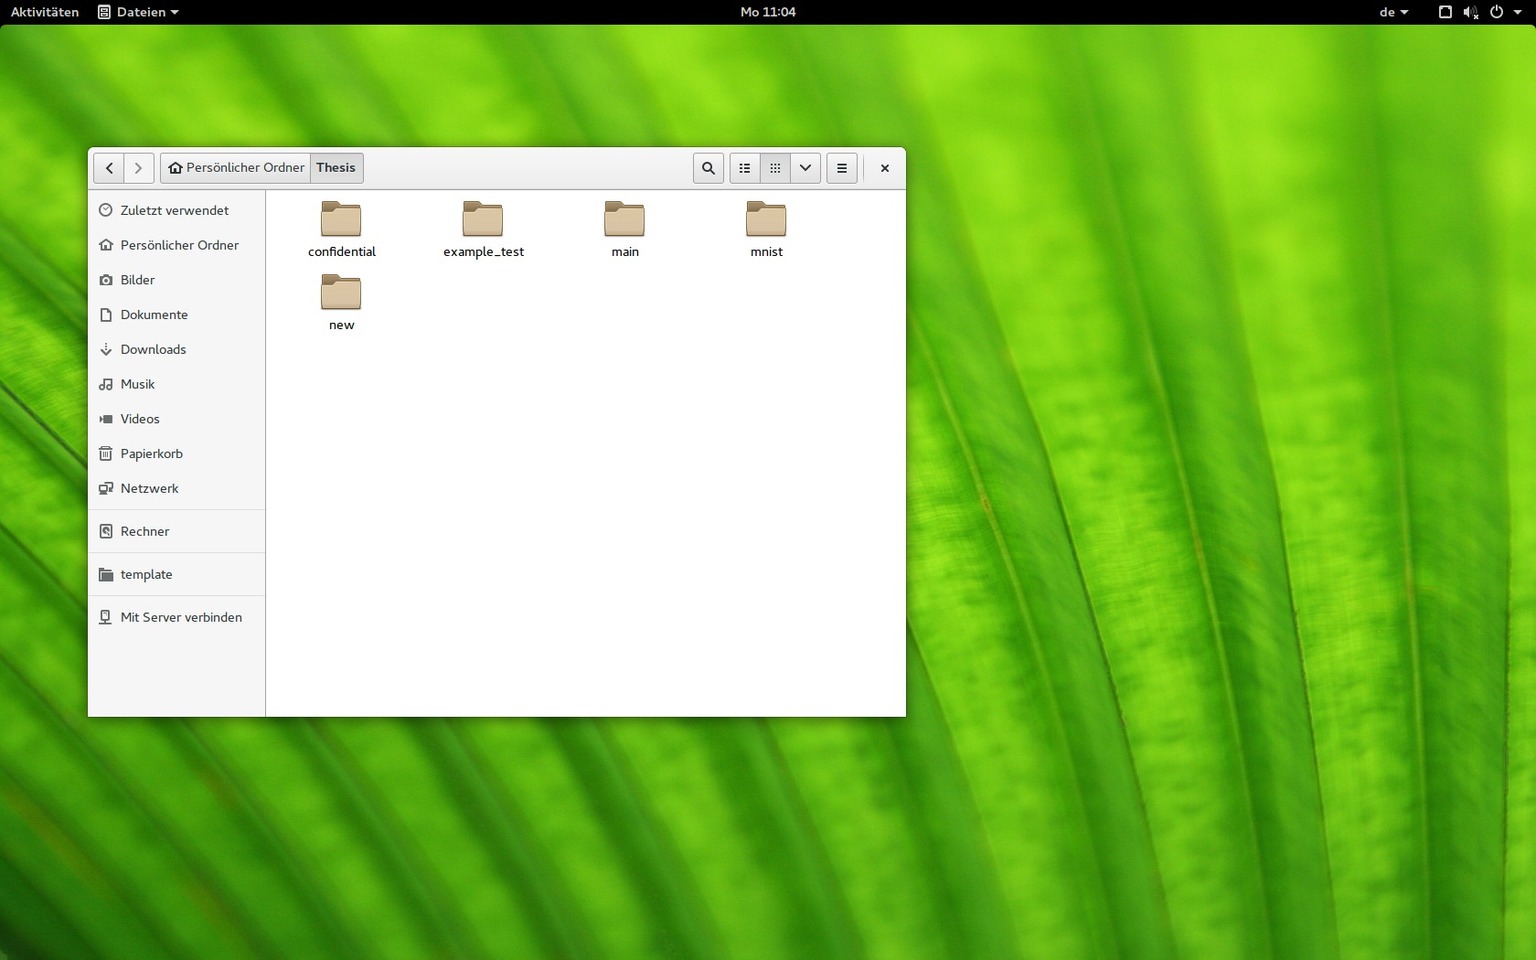 Aktivitäten Dateien Mo 11:04 de
Persönlicher Ordner Thesis
Zuletzt verwendet
Persönlicher Ordner
Bilder
Dokumente
Downloads
Musik
Videos
Papierkorb
Netzwerk
Rechner
template
Mit Server verbinden
confidential example_test main mnist
new